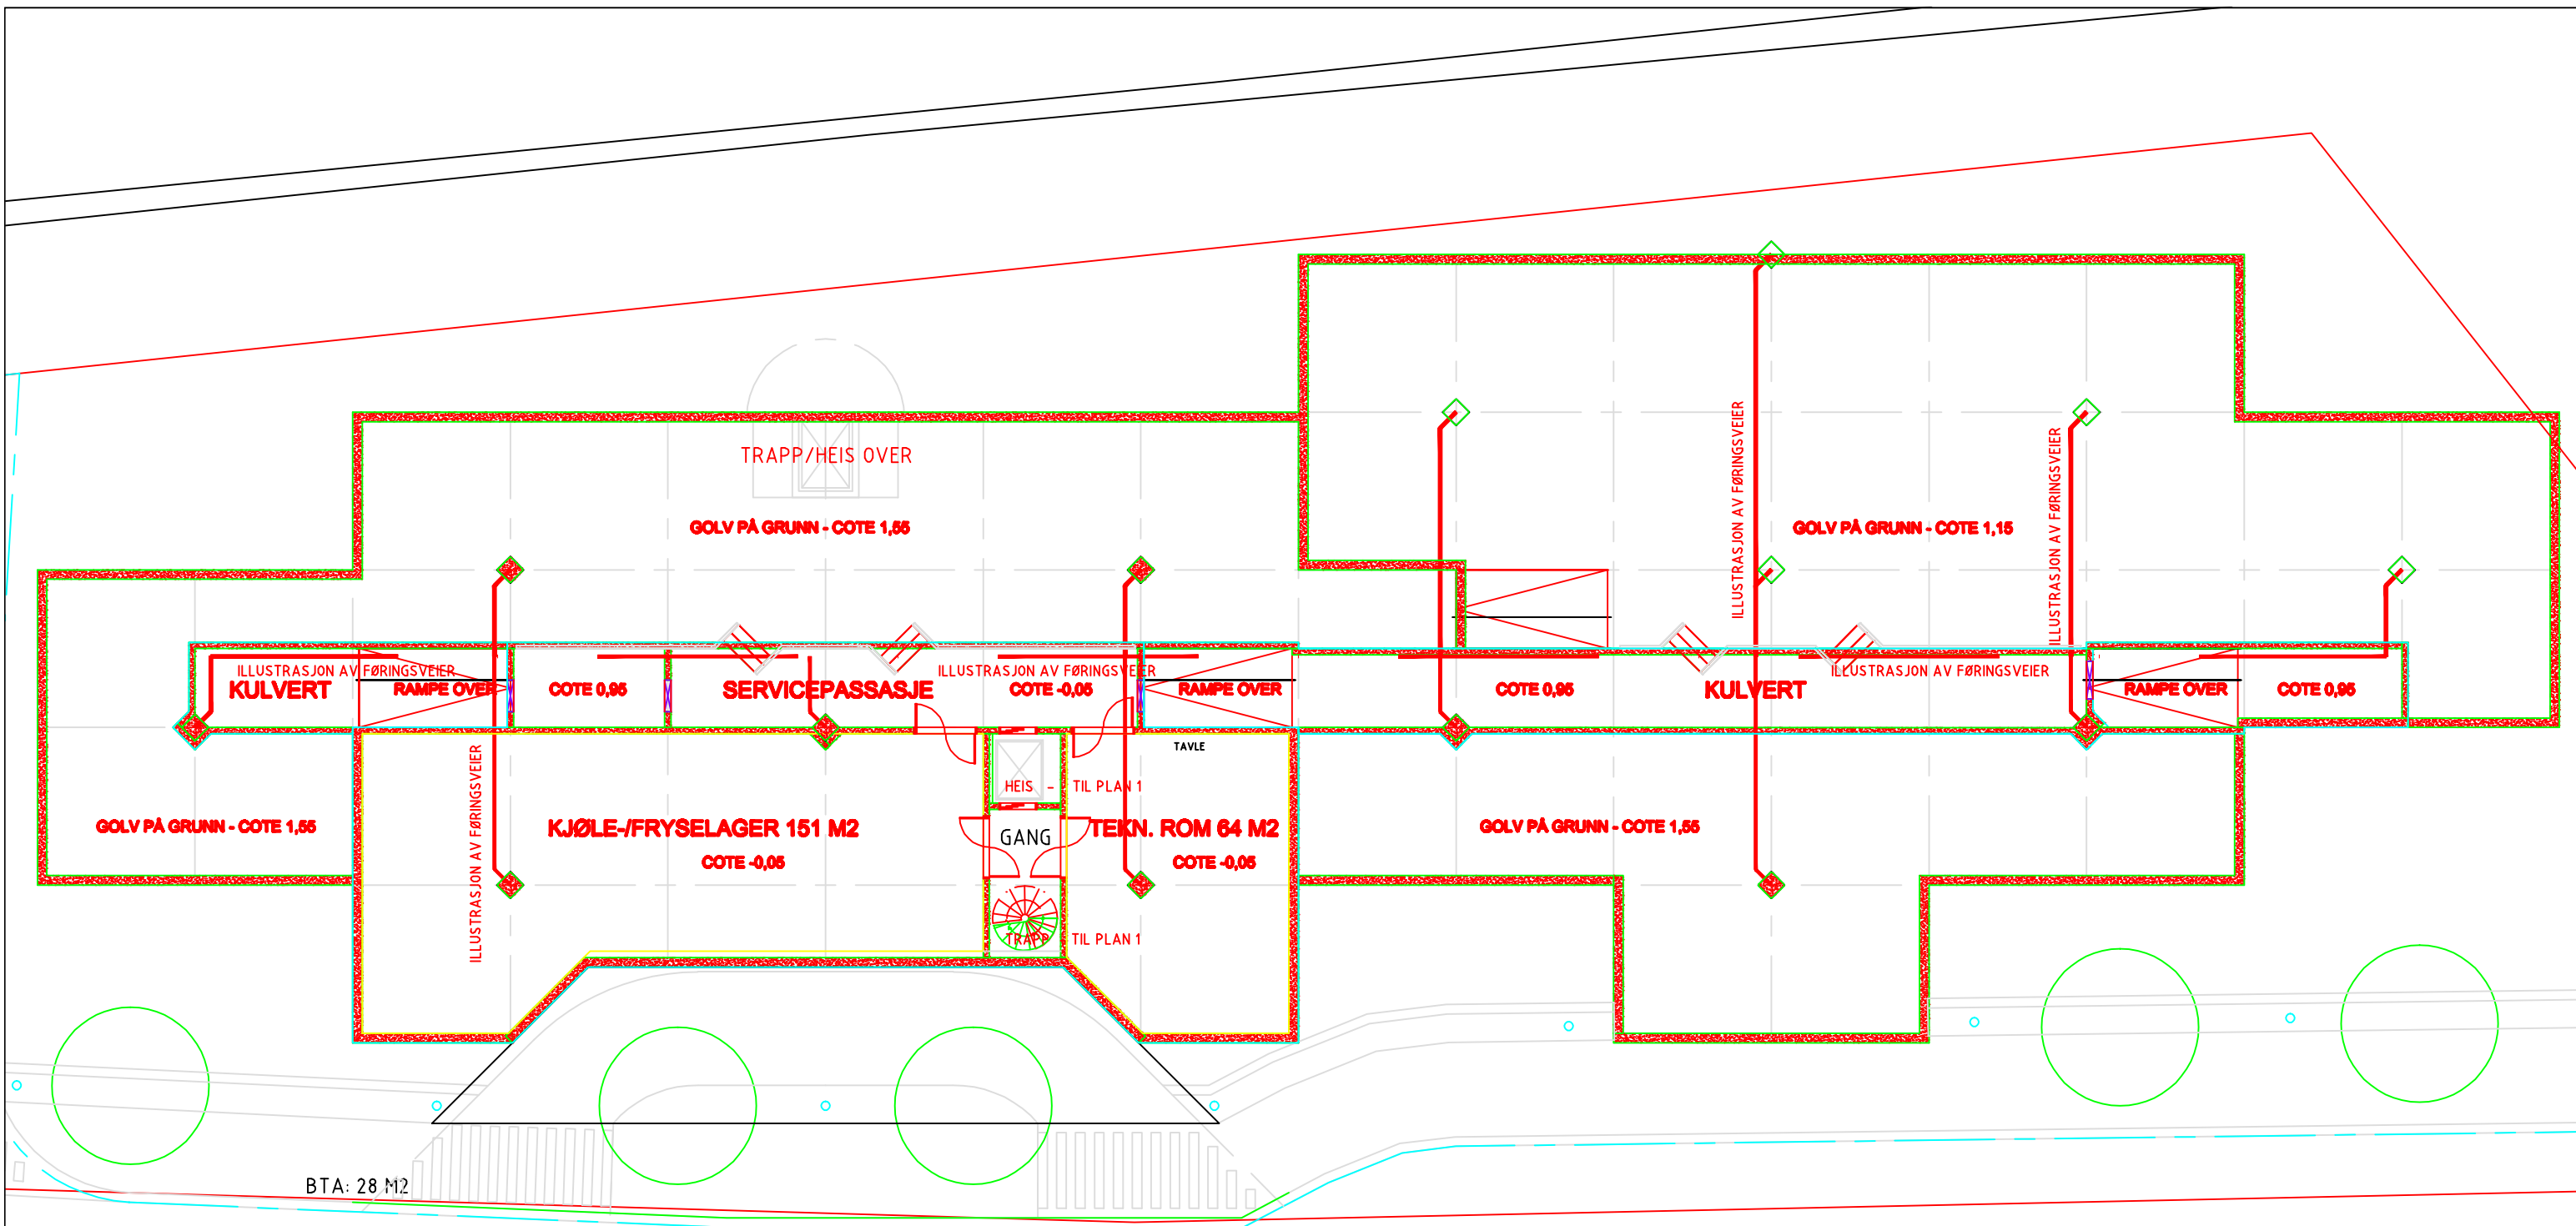 TRAPP/HEIS OVER
GOLV PÅ GRUNN - COTE 1,55
GOLV PÅ GRUNN - COTE 1,15
ILLUSTRASJON AV FØRINGSVEIER
ILLUSTRASJON AV FØRINGSVEIER
ILLUSTRASJON AV FØRINGSVEIER
ILLUSTRASJON AV FØRINGSVEIER
ILLUSTRASJON AV FØRINGSVEIER
KULVERT
RAMPE OVER
COTE 0,95
SERVICEPASSASJE
COTE -0,05
RAMPE OVER
COTE 0,95
KULVERT
RAMPE OVER
COTE 0,95
TAVLE
ILLUSTRASJON AV FØRINGSVEIER
HEIS - TIL PLAN 1
GOLV PÅ GRUNN - COTE 1,55
KJØLE-/FRYSELAGER 151 M2
COTE -0,05
GANG
TEKN. ROM 64 M2
COTE -0,05
GOLV PÅ GRUNN - COTE 1,55
TRAPP TIL PLAN 1
BTA: 28 M2